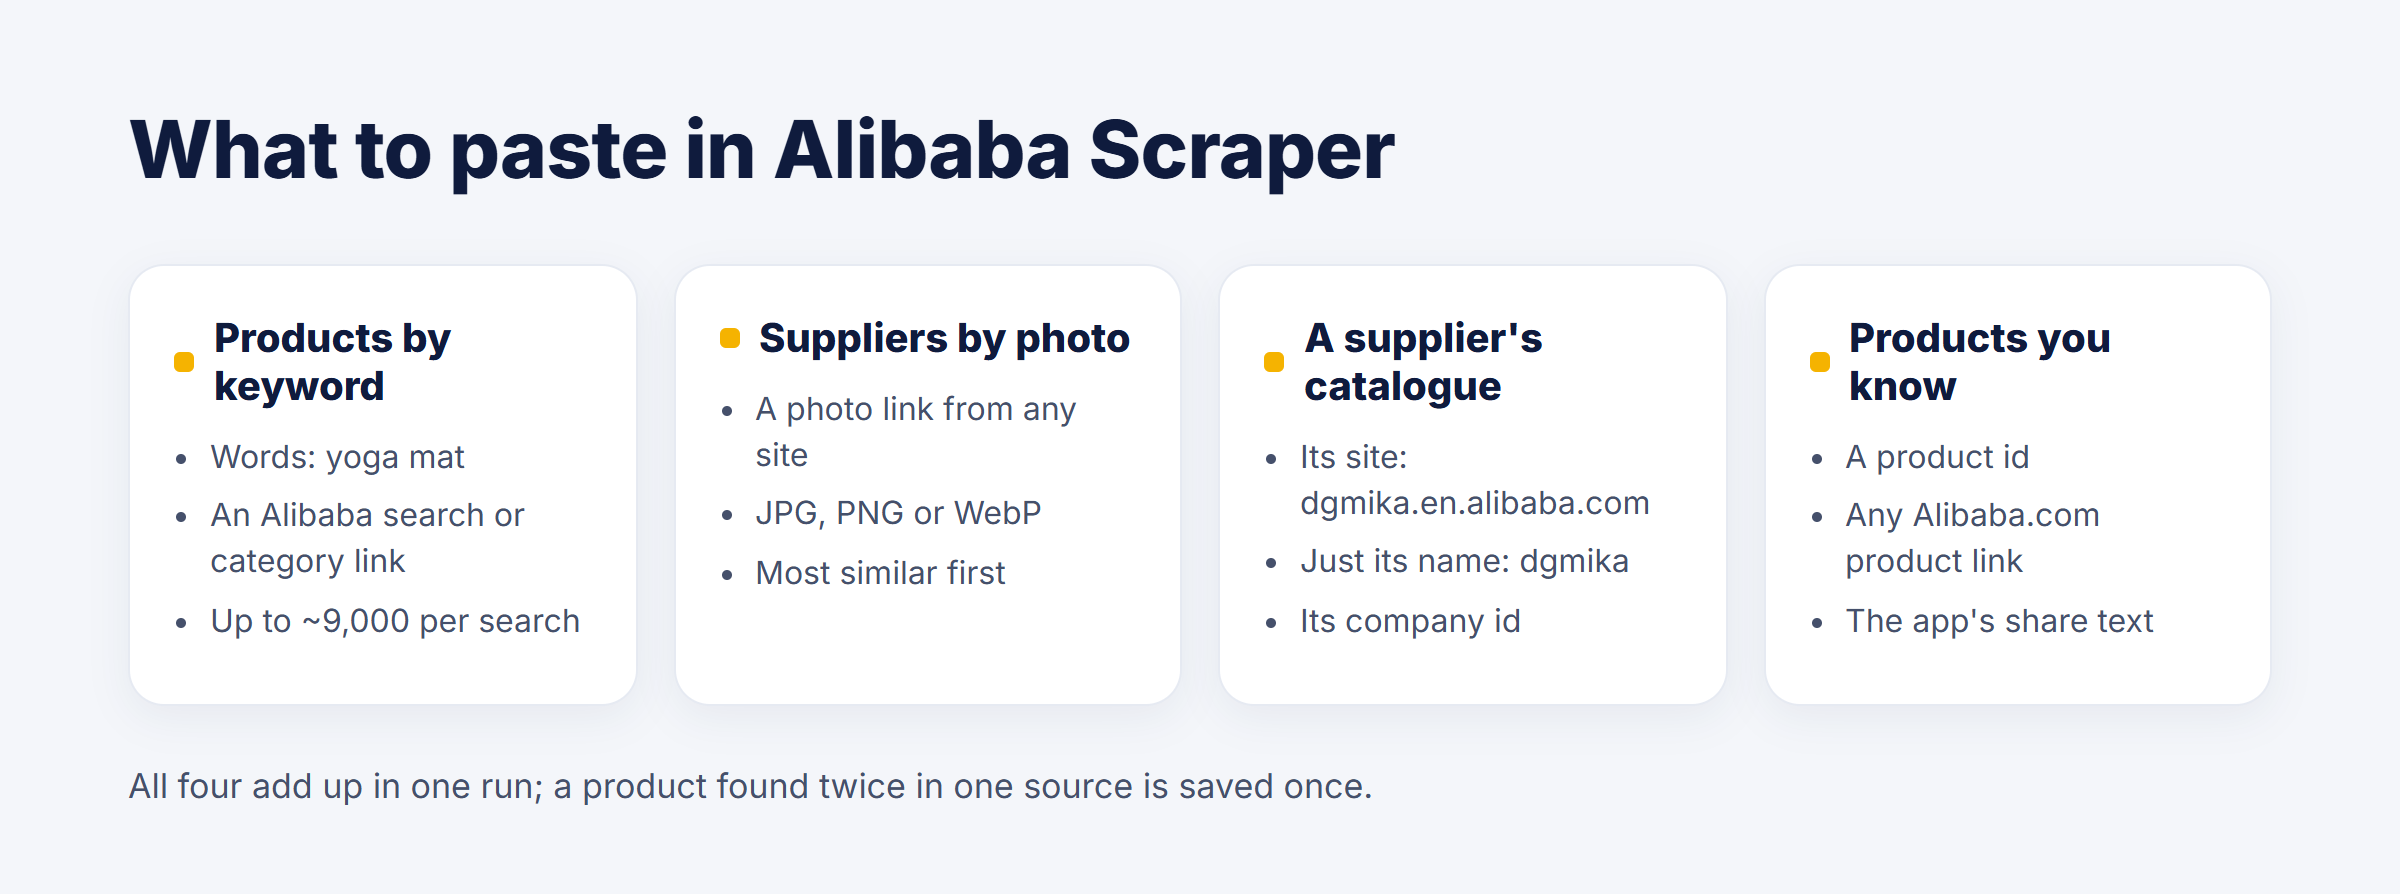 What to paste in Alibaba Scraper
Products by
keyword
• Words: yoga mat
• An Alibaba search or
category link
• Up to ~9,000 per search
Suppliers by photo
• A photo link from any
site
• JPG, PNG or WebP
• Most similar first
A supplier's
catalogue
• Its site:
dgmika.en.alibaba.com
• Just its name: dgmika
• Its company id
Products you
know
• A product id
• Any Alibaba.com
product link
• The app's share text
All four add up in one run; a product found twice in one source is saved once.